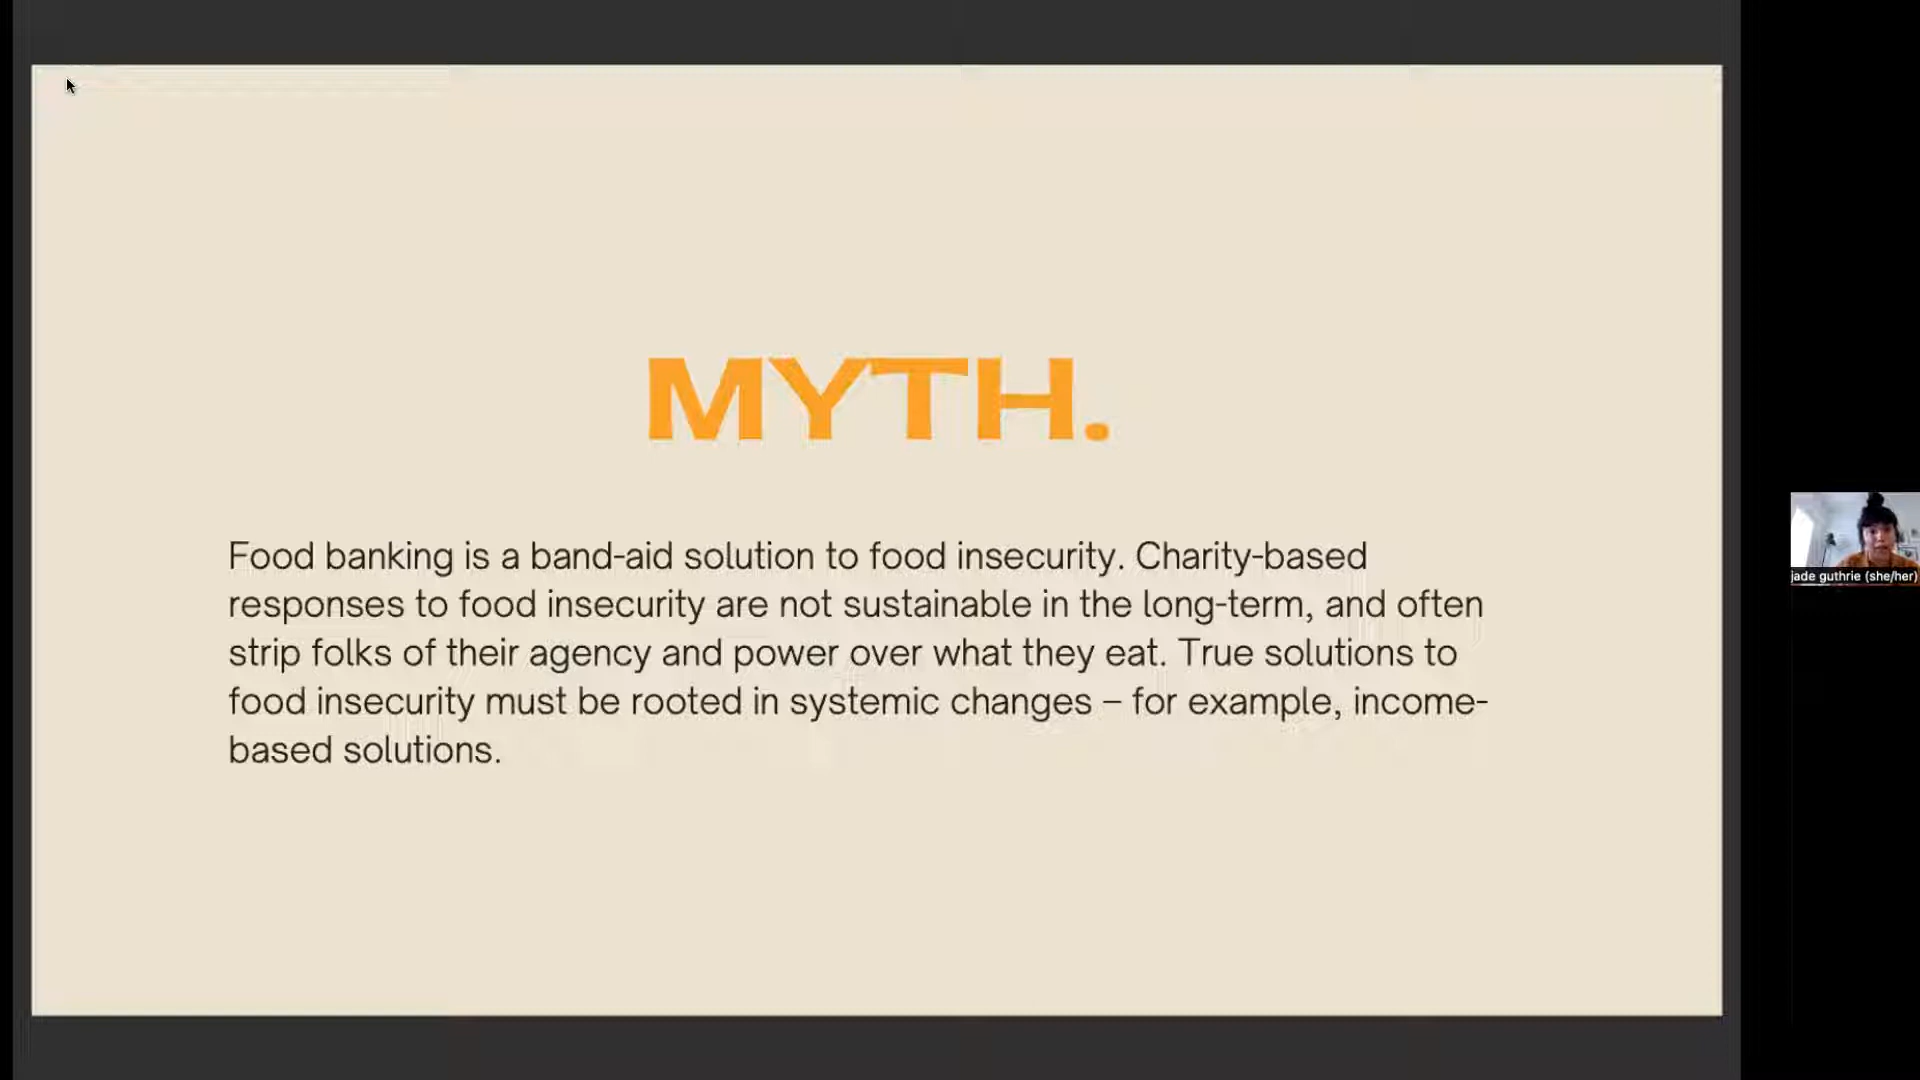 MYTH.
Food banking is a band-aid solution to food insecurity. Charity-based
responses to food insecurity are not sustainable in the long-term, and often
strip folks of their agency and power over what they eat. True solutions to
food insecurity must be rooted in systemic changes – for example, income-
based solutions.
jade guthrie (she/her)